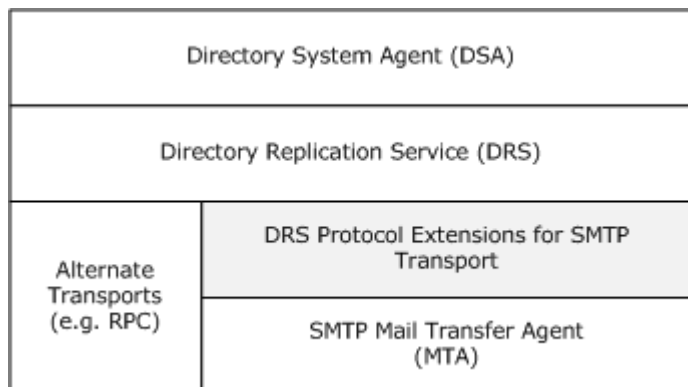 Directory System Agent (DSA)
Directory Replication Service (DRS)
DRS Protocol Extensions for SMTP
Transport
Alternate
Transports
(e.g. RPC)
SMTP Mail Transfer Agent
(MTA)